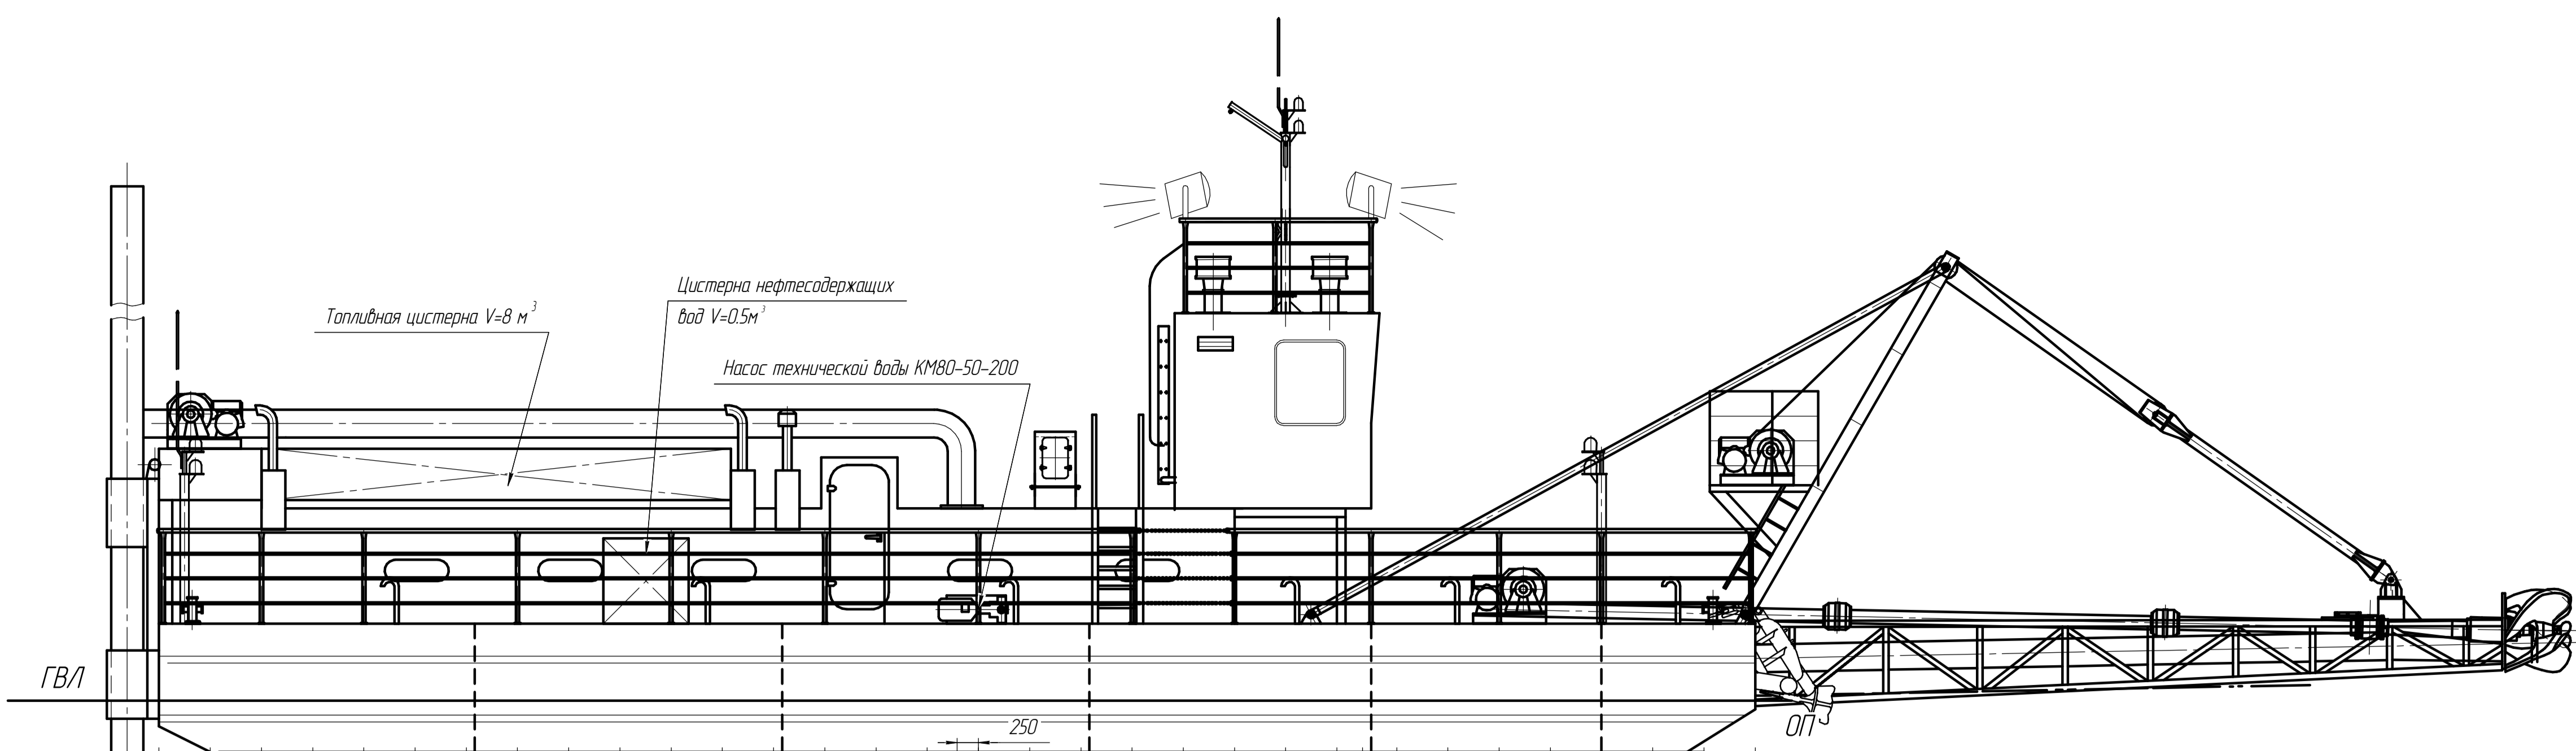 Цистерна нефтесодержащих
вод V=0.5м³
Топливная цистерна V=8 м³
Насос технической воды КМ80-50-200
ГВЛ
ОП
250